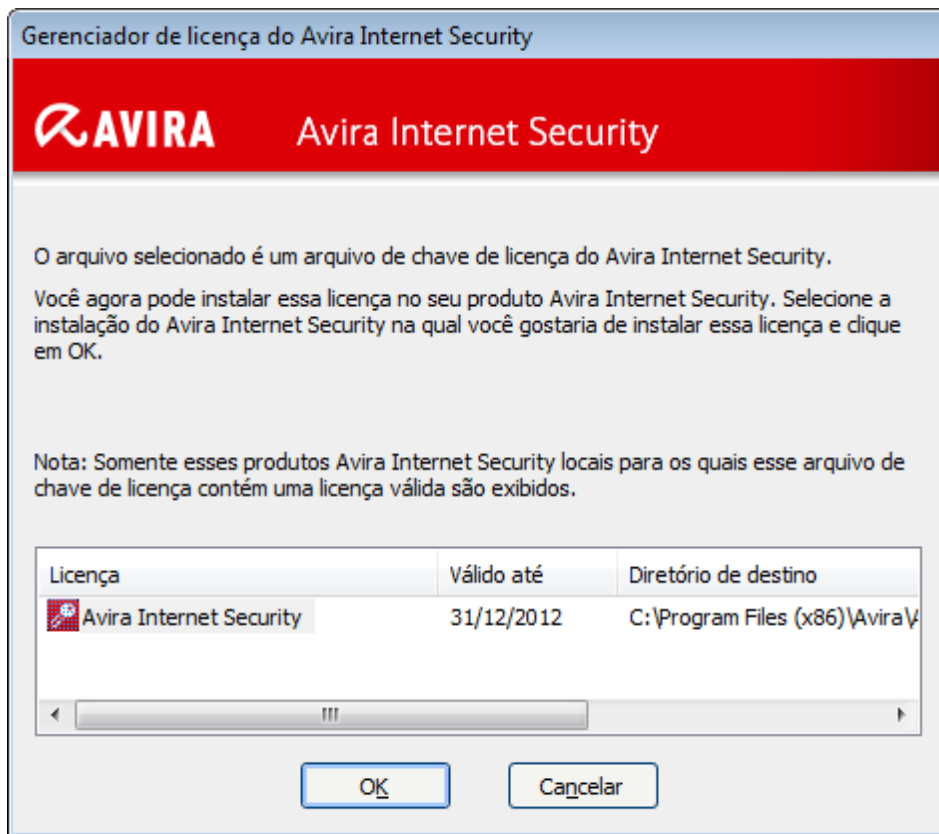 Gerenciador de licença do Avira Internet Security
AVIRA Avira Internet Security
O arquivo selecionado é um arquivo de chave de licença do Avira Internet Security.
Você agora pode instalar essa licença no seu produto Avira Internet Security. Selecione a
instalação do Avira Internet Security na qual você gostaria de instalar essa licença e clique
em OK.
Nota: Somente esses produtos Avira Internet Security locais para os quais esse arquivo de
chave de licença contém uma licença válida são exibidos.
Licença Válido até Diretório de destino
Avira Internet Security 31/12/2012 C:\Program Files (x86)\Avira\
OK Cancelar